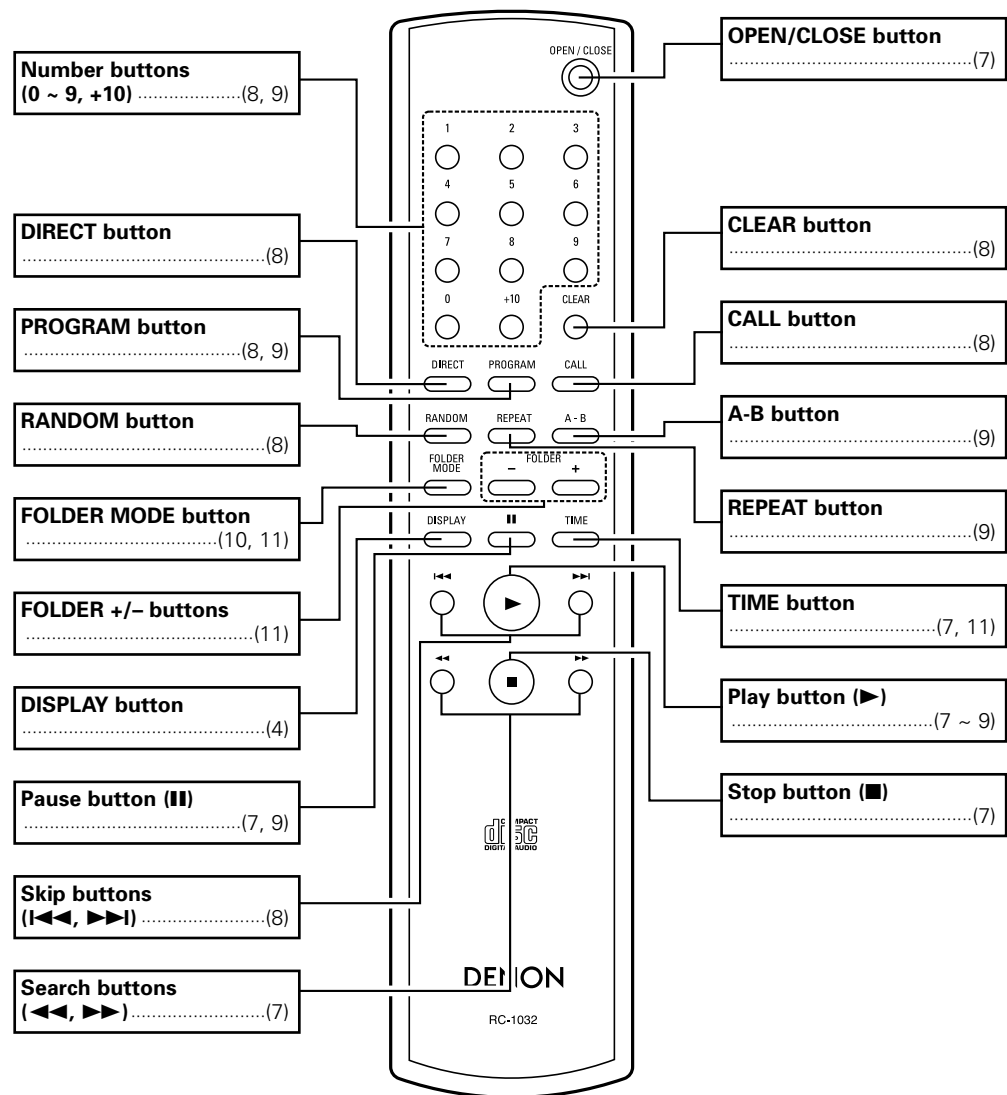 Number buttons
(0 ~ 9, +10) ....................(8, 9)
DIRECT button
............................................(8)
PROGRAM button
........................................(8, 9)
RANDOM button
............................................(8)
FOLDER MODE button
...................................(10, 11)
FOLDER +/– buttons
.........................................(11)
DISPLAY button
............................................(4)
Pause button (II)
........................................(7, 9)
Skip buttons
(I◄◄, ►►I) .......................(8)
Search buttons
(◄◄, ►►) .........................(7)
OPEN / CLOSE
1 2 3
4 5 6
7 8 9
0 +10 CLEAR
DIRECT PROGRAM CALL
RANDOM REPEAT A - B
FOLDER
MODE
FOLDER
– +
DISPLAY II TIME
I◄◄ ► ►►I
◄◄ ■ ►►
COMPACT
disc
DIGITAL AUDIO
DENON
RC-1032
OPEN/CLOSE button
............................................(7)
CLEAR button
............................................(8)
CALL button
............................................(8)
A-B button
............................................(9)
REPEAT button
............................................(9)
TIME button
......................................(7, 11)
Play button (►)
.....................................(7 ~ 9)
Stop button (■)
............................................(7)